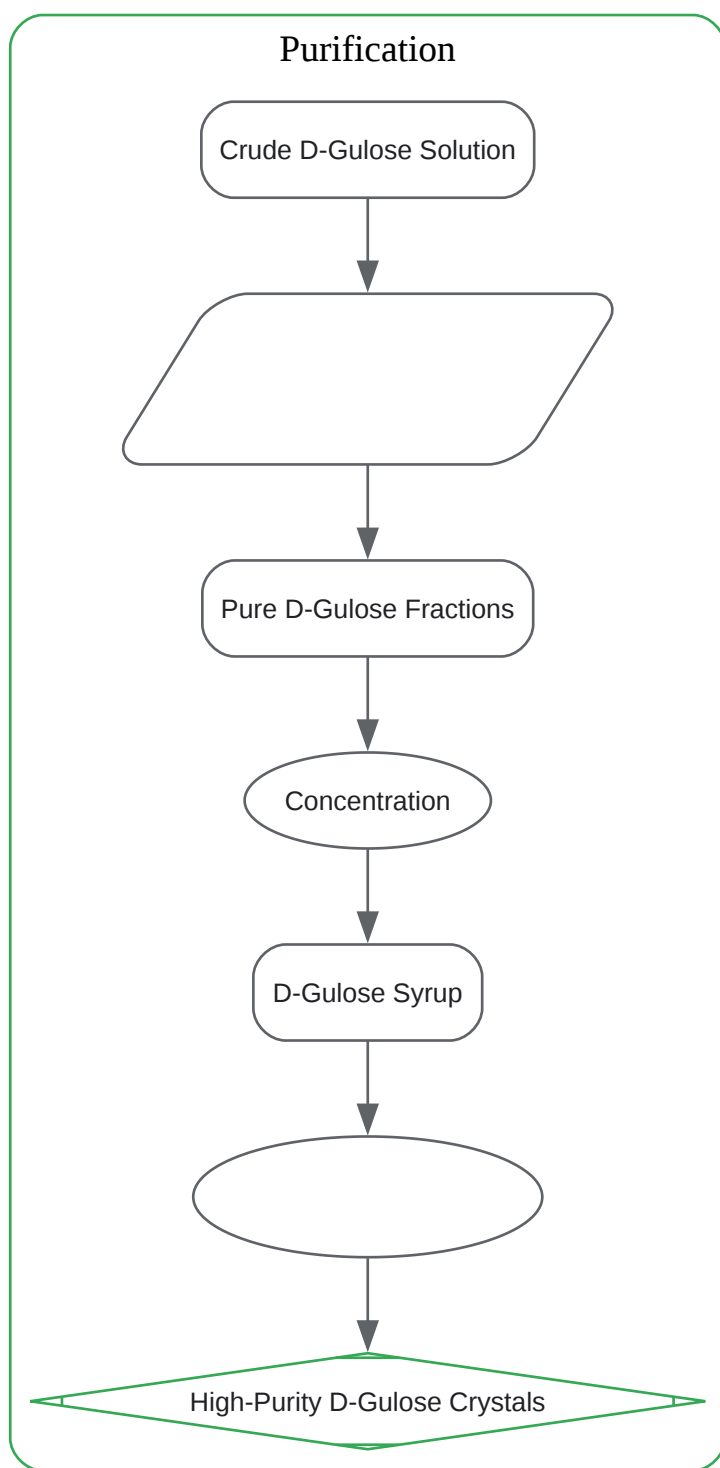 Purification
Crude D-Gulose Solution
Pure D-Gulose Fractions
Concentration
D-Gulose Syrup
High-Purity D-Gulose Crystals